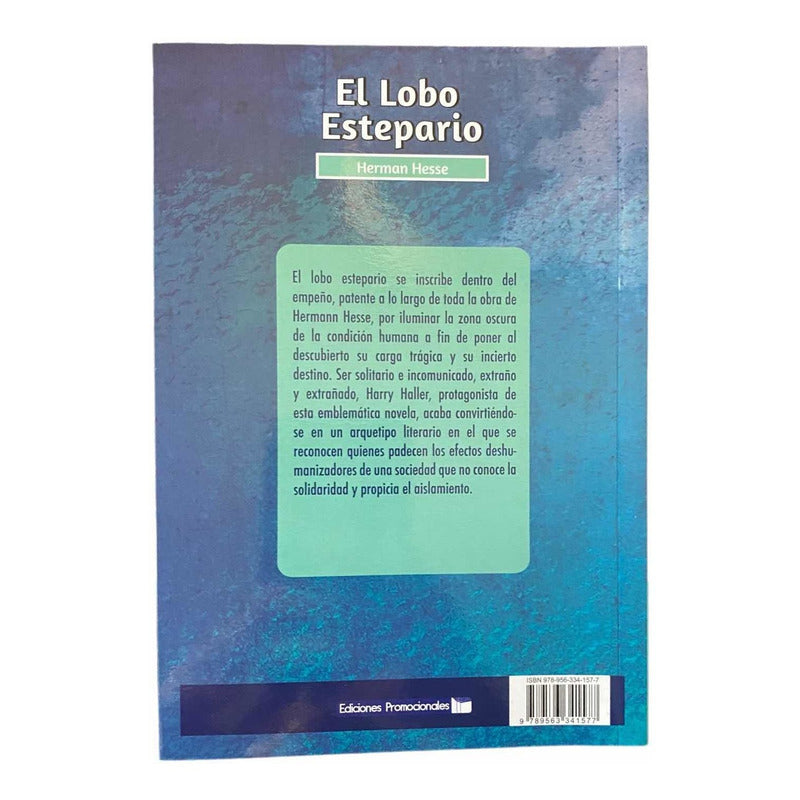 El Lobo
Estepario
Herman Hesse
El lobo estepario se inscribe dentro del
empeño, patente a lo largo de toda la obra de
Hermann Hesse, por iluminar la zona oscura
de la condición humana a fin de poner al
descubierto su carga trágica y su incierto
destino. Ser solitario e incomunicado, extraño
y extrañado, Harry Haller, protagonista de
esta emblemática novela, acaba convirtiéndo-
se en un arquetipo literario en el que se
reconocen quienes padecen los efectos deshu-
manizadores de una sociedad que no conoce la
solidaridad y propicia el aislamiento.
Ediciones Promocionales
ISBN 978-956-334-157-7
9 789563 341577